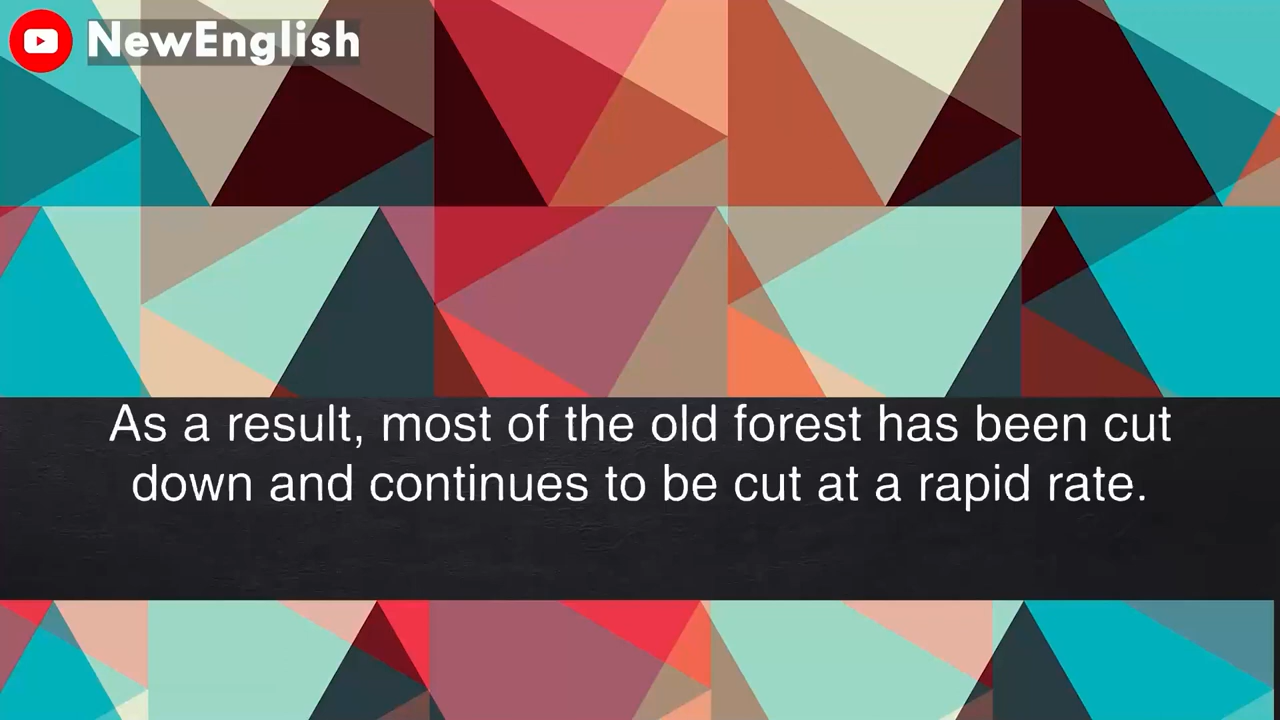 NewEnglish
As a result, most of the old forest has been cut
down and continues to be cut at a rapid rate.